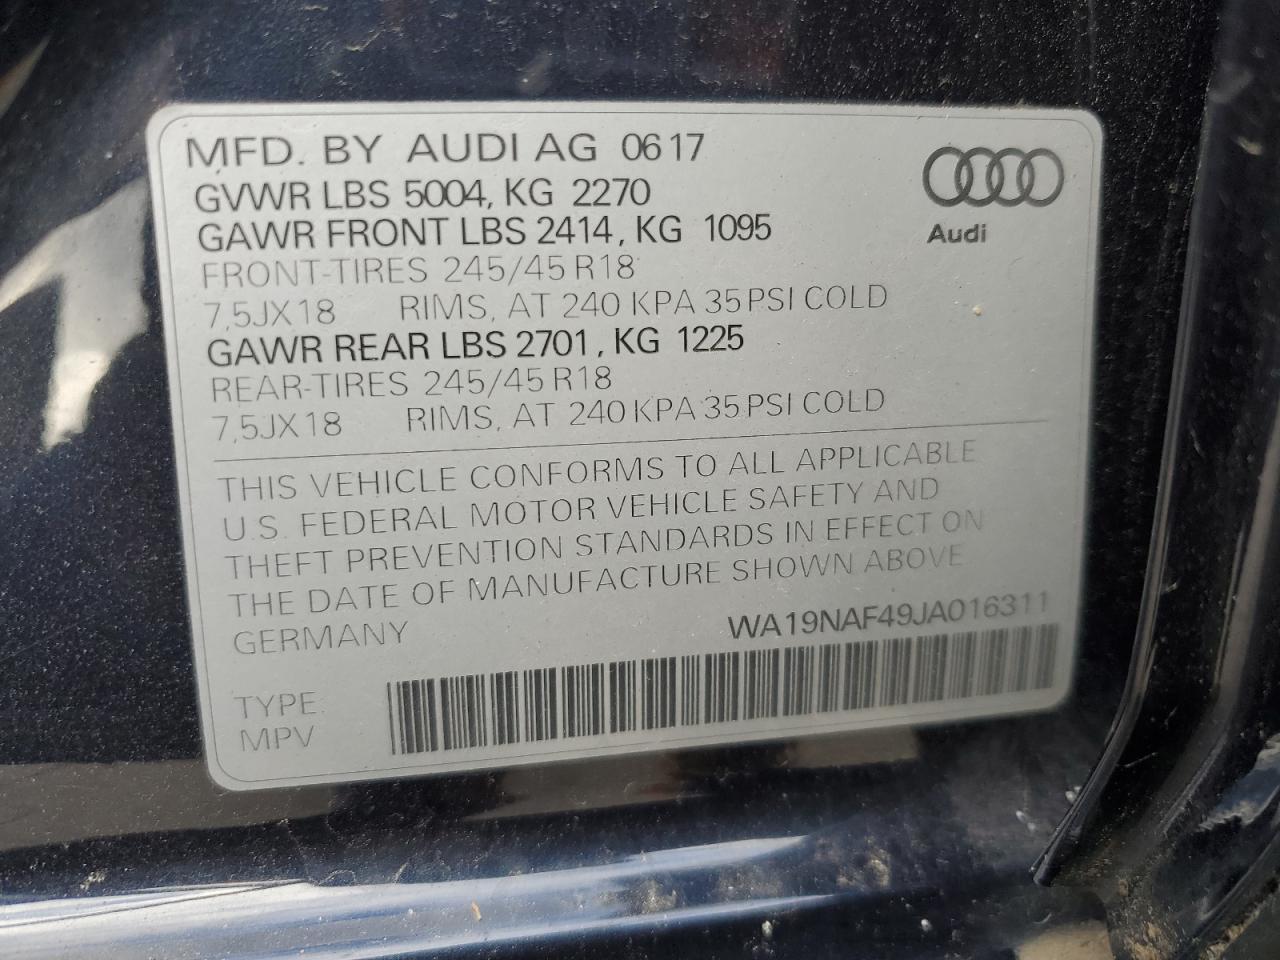 MFD. BY AUDI AG 06 17
GVWR LBS 5004, KG 2270
GAWR FRONT LBS 2414, KG 1095
FRONT-TIRES 245/45 R18
7,5JX18 RIMS, AT 240 KPA 35 PSI COLD
GAWR REAR LBS 2701, KG 1225
REAR-TIRES 245/45 R18
7,5JX18 RIMS, AT 240 KPA 35 PSI COLD
Audi
THIS VEHICLE CONFORMS TO ALL APPLICABLE
U.S. FEDERAL MOTOR VEHICLE SAFETY AND
THEFT PREVENTION STANDARDS IN EFFECT ON
THE DATE OF MANUFACTURE SHOWN ABOVE
GERMANY
WA19NAF49JA016311
TYPE:
MPV